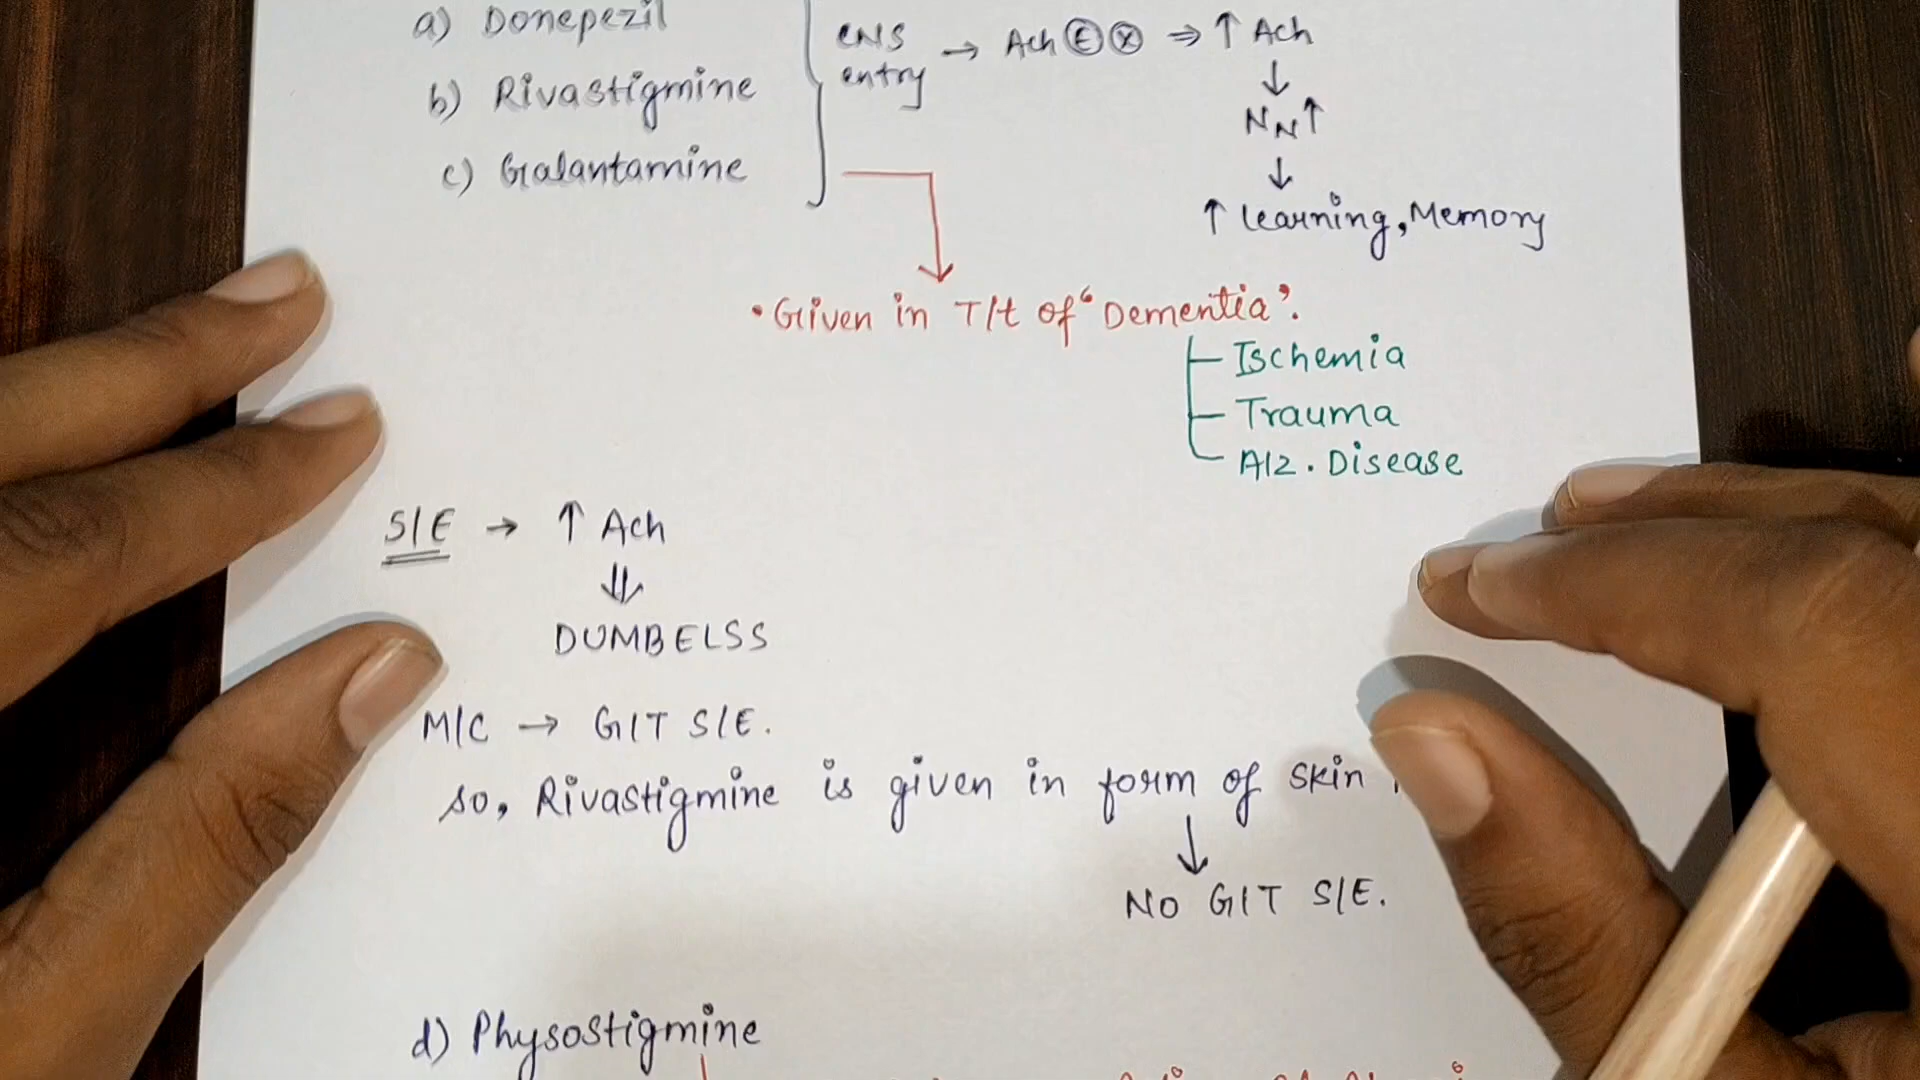 a) Donepezil
b) Rivastigmine
c) Galantamine
CNS entry → Ach Ⓔ ⓧ ⇒ ↑ Ach
↓
NN↑
↓
↑ Learning, Memory
• Given in T/t of “Dementia”.
Ischemia
Trauma
Alz. Disease
S/E → ↑ Ach
⇓
DUMBELSS
M/C → GIT S/E.
so, Rivastigmine is given in form of skin
↓
NO GIT S/E.
d) Physostigmine